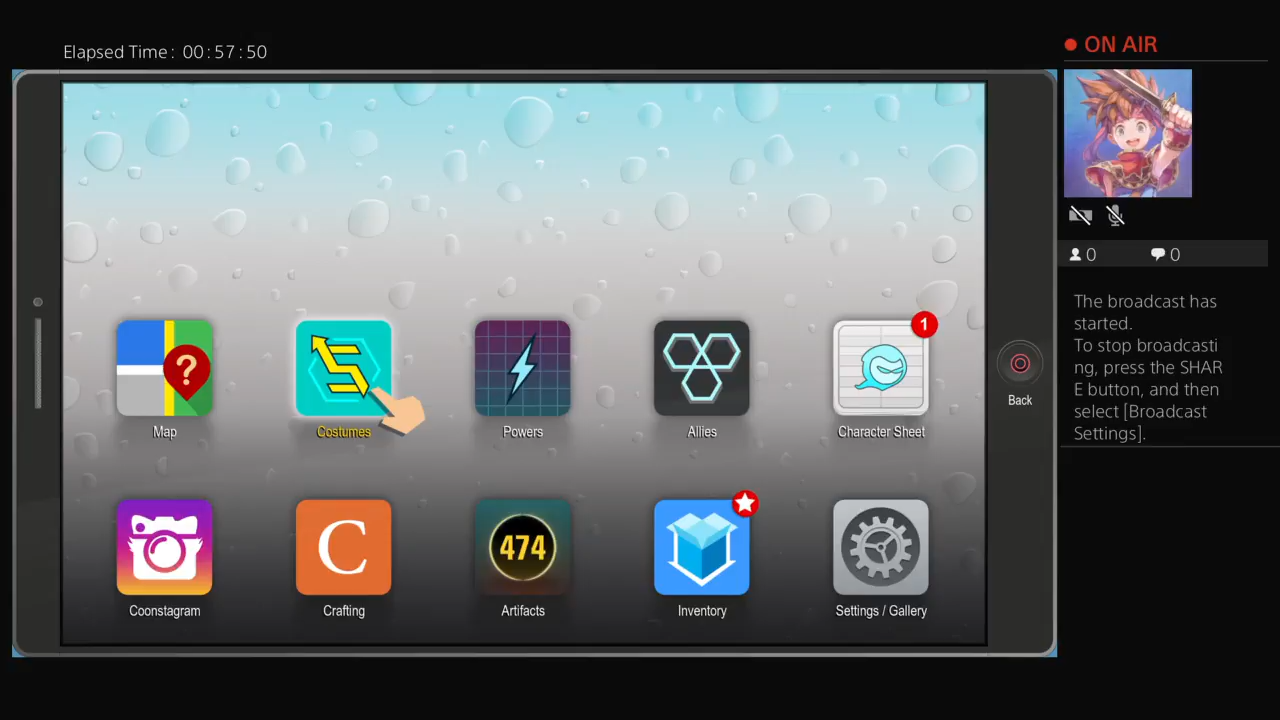 Elapsed Time: 00:57:50
ON AIR
0 0
The broadcast has
started.
To stop broadcasti
ng, press the SHAR
E button, and then
select [Broadcast
Settings].
?
1
Map
Costumes
Powers
Allies
Character Sheet
Back
C
474
Coonstagram
Crafting
Artifacts
Inventory
Settings / Gallery